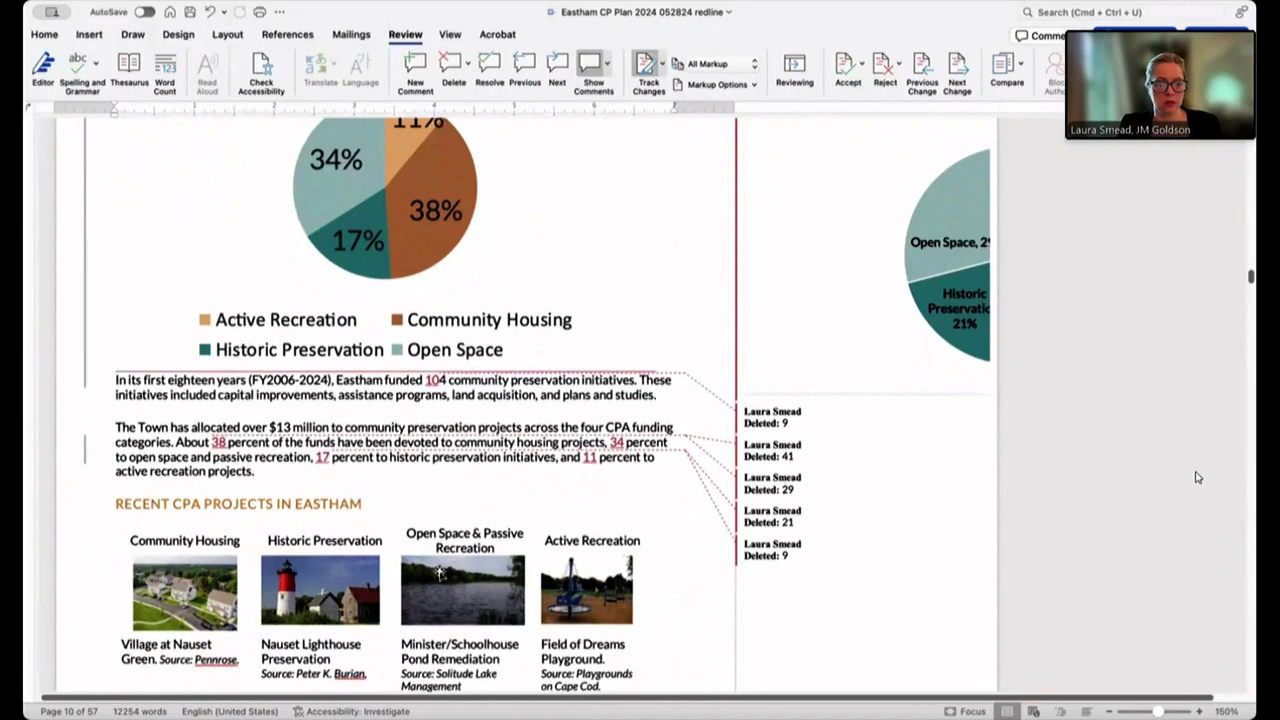 AutoSave
Eastham CP Plan 2024 052824 redline
Search (Cmd + Ctrl + U)
Home Insert Draw Design Layout References Mailings Review View Acrobat
Editor
Spelling and Grammar
Thesaurus
Word Count
Read Aloud
Check Accessibility
Translate
Language
New Comment
Delete
Resolve
Previous
Next
Show Comments
Track Changes
All Markup
Markup Options
Reviewing
Accept
Reject
Previous Change
Next Change
Compare
Laura Smead, JM Goldson
11%
34%
38%
17%
Active Recreation Community Housing
Historic Preservation Open Space
Open Space, 2
Historic
21%
In its first eighteen years (FY2006-2024), Eastham funded 104 community preservation initiatives. These
initiatives included capital improvements, assistance programs, land acquisition, and plans and studies.
The Town has allocated over $13 million to community preservation projects across the four CPA funding
categories. About 38 percent of the funds have been devoted to community housing projects, 34 percent
to open space and passive recreation, 17 percent to historic preservation initiatives, and 11 percent to
active recreation projects.
Laura Smead
Deleted: 9
Laura Smead
Deleted: 41
Laura Smead
Deleted: 29
Laura Smead
Deleted: 21
Laura Smead
Deleted: 9
RECENT CPA PROJECTS IN EASTHAM
Community Housing
Historic Preservation
Open Space & Passive
Recreation
Active Recreation
Village at Nauset
Green. Source: Pennrose.
Nauset Lighthouse
Preservation
Source: Peter K. Burian.
Minister/Schoolhouse
Pond Remediation
Source: Solitude Lake
Management
Field of Dreams
Playground.
Source: Playgrounds
on Cape Cod.
Page 10 of 57 12254 words English (United States) Accessibility: Investigate
Focus
150%